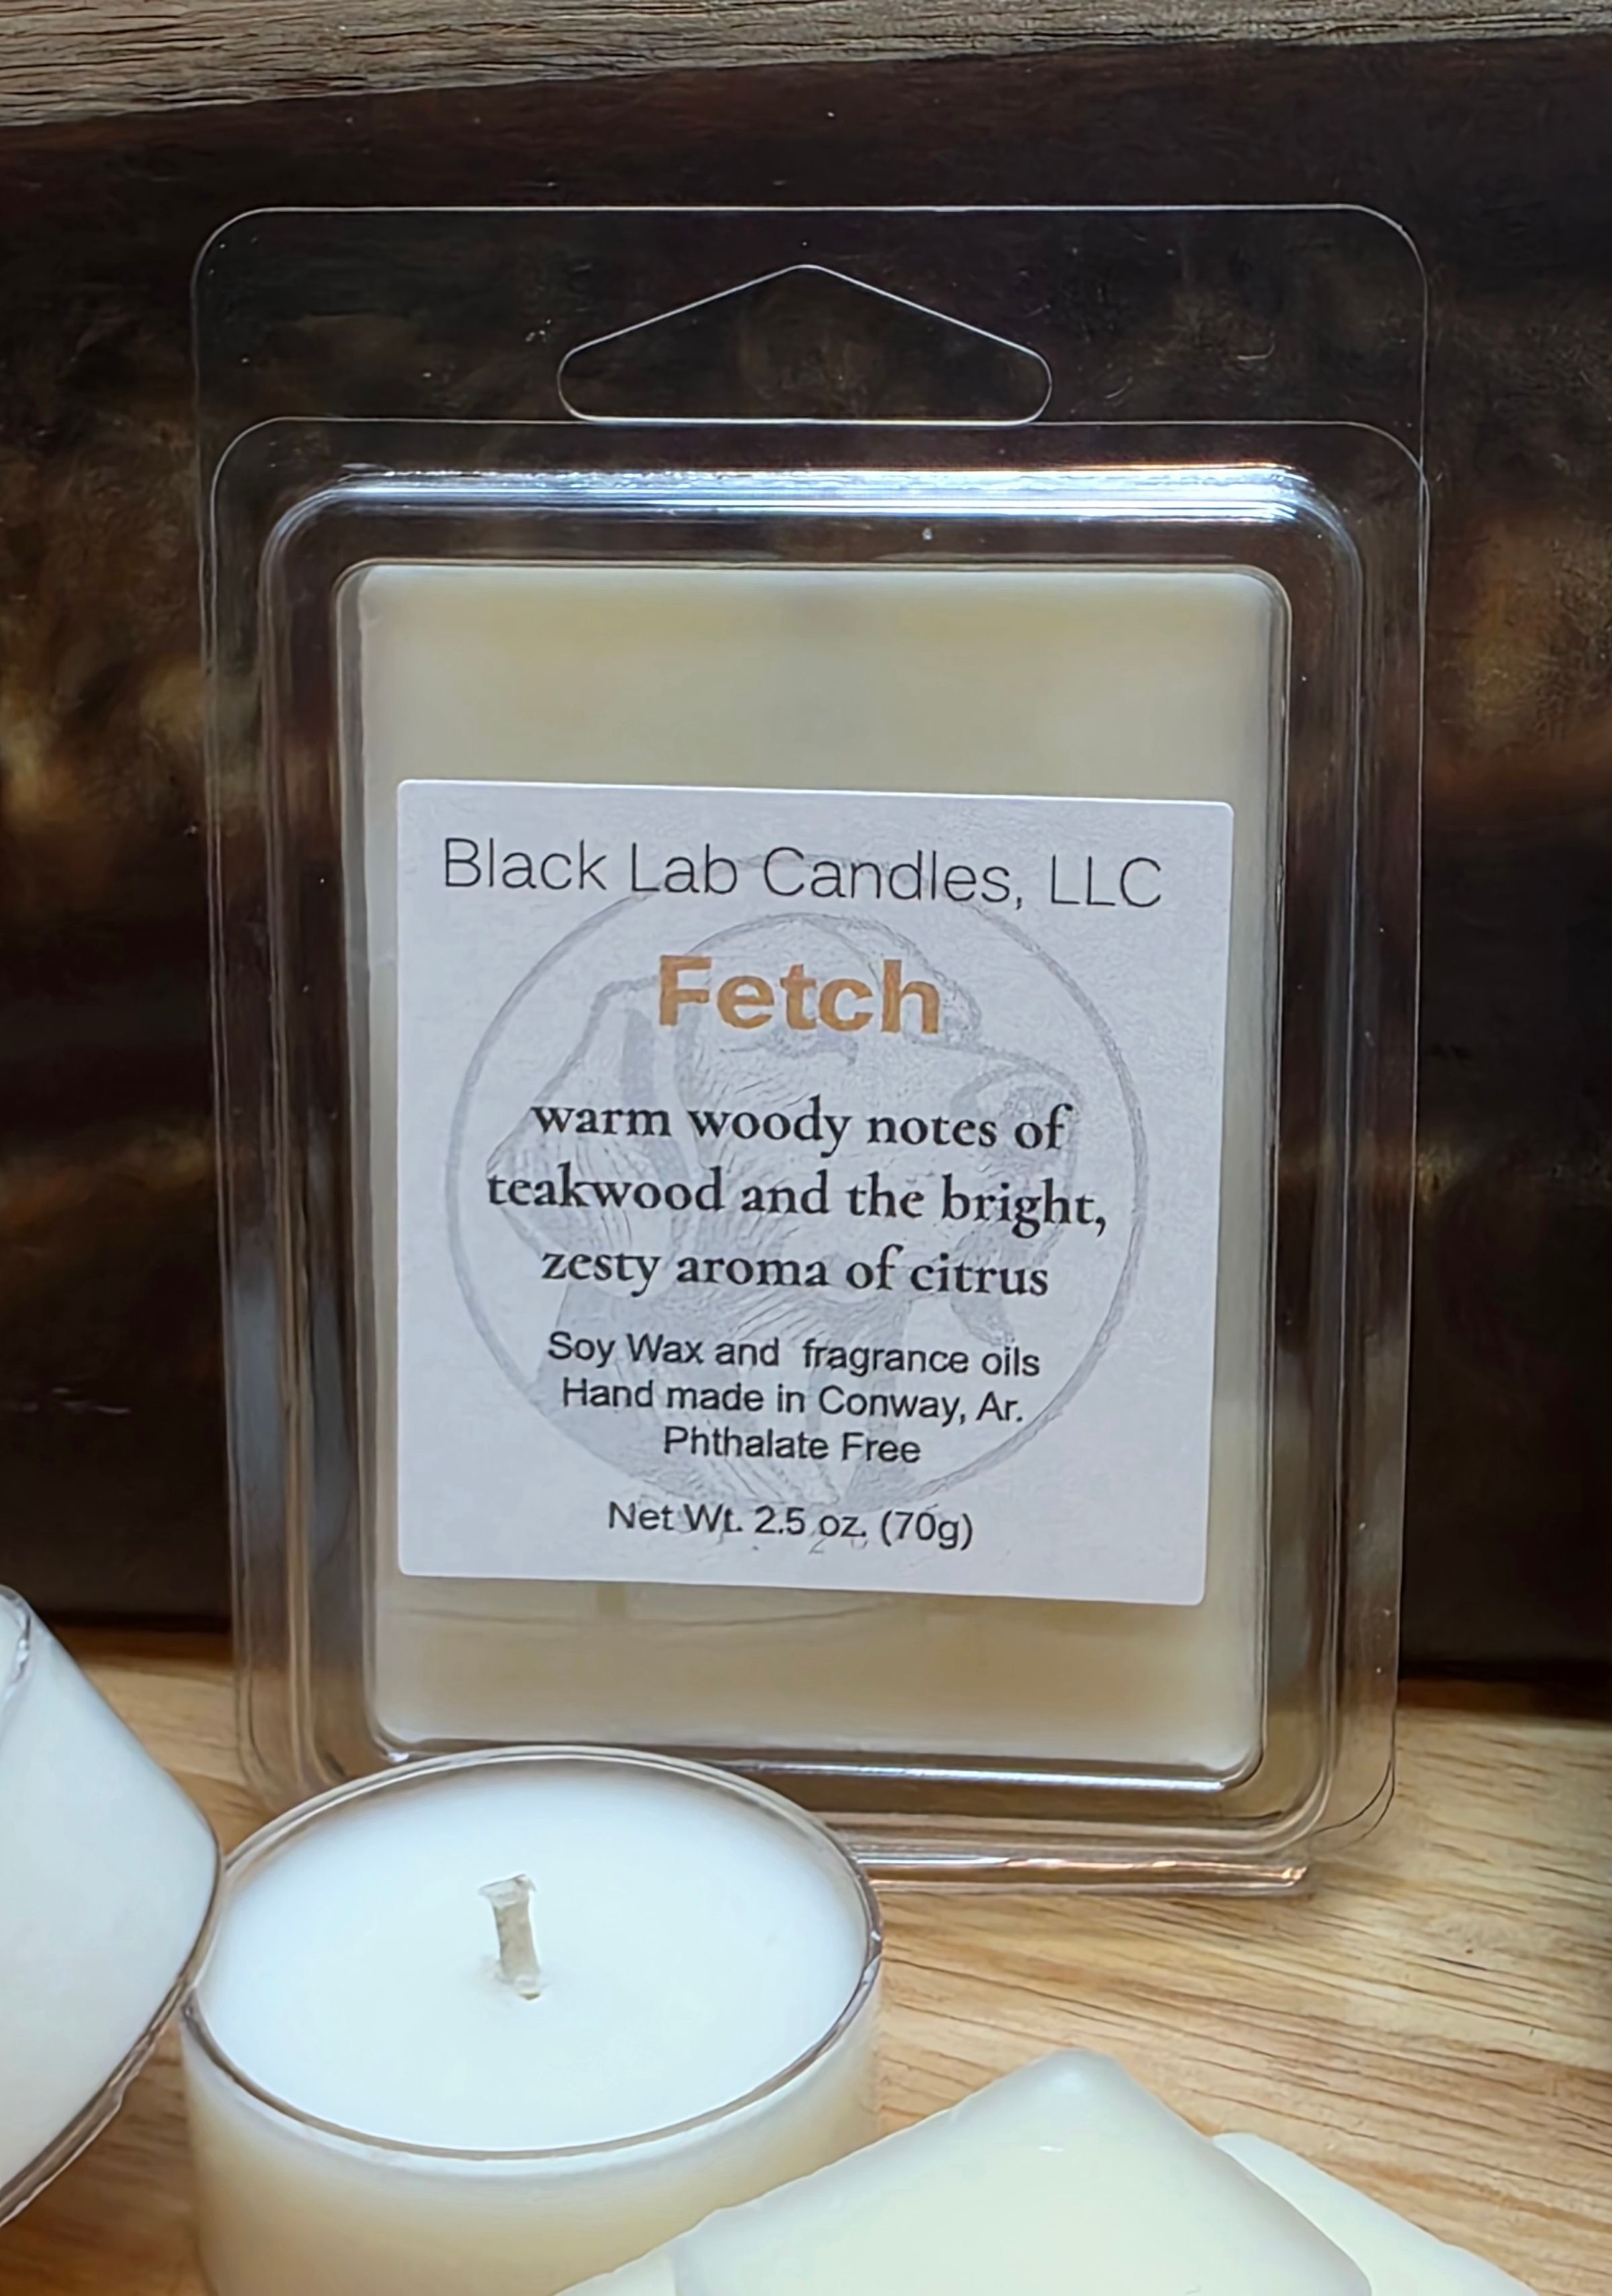 Black Lab Candles, LLC
Fetch
warm woody notes of
teakwood and the bright,
zesty aroma of citrus
Soy Wax and fragrance oils
Hand made in Conway, Ar.
Phthalate Free
Net Wt. 2.5 oz. (70g)